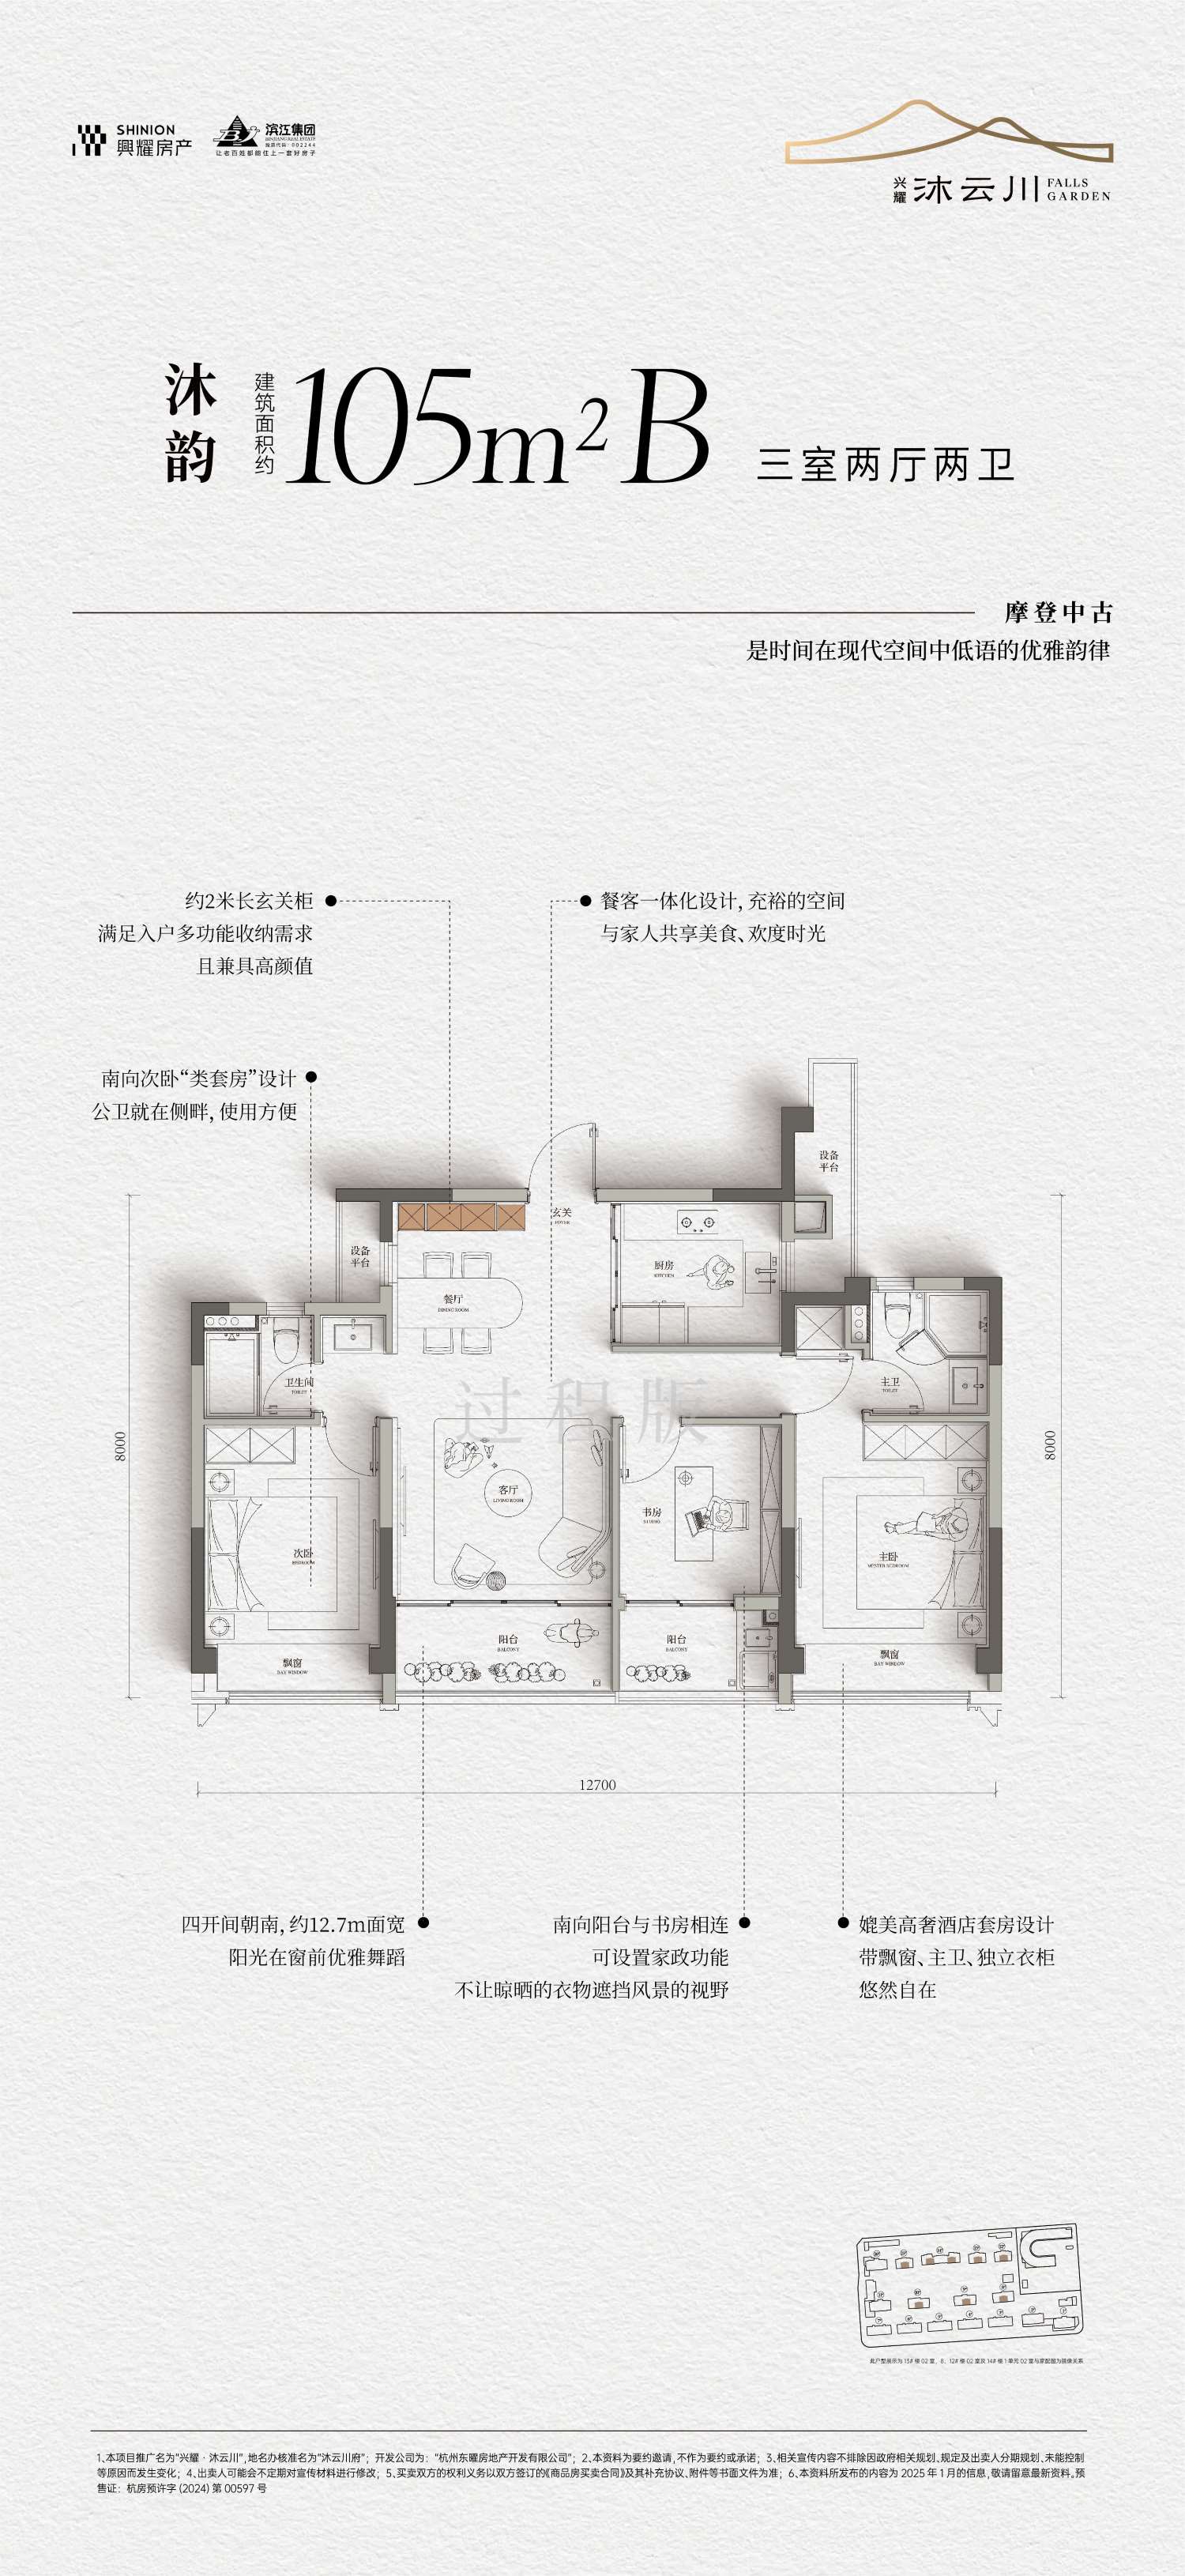 SHINION
興耀房产
滨江集团
BINJIANG REAL ESTATE
股票代码：002244
让老百姓都能住上一套好房子
兴耀
沐云川
FALLS
GARDEN
沐韵
建筑面积约
105m²B
三室两厅两卫
摩登中古
是时间在现代空间中低语的优雅韵律
约2米长玄关柜
满足入户多功能收纳需求
且兼具高颜值
餐客一体化设计，充裕的空间
与家人共享美食、欢度时光
南向次卧“类套房”设计
公卫就在侧畔，使用方便
设备
平台
玄关
FOYER
设备
平台
厨房
KITCHEN
餐厅
DINING ROOM
卫生间
TOILET
主卫
TOILET
过程版
8000
8000
客厅
LIVING ROOM
书房
STUDIO
次卧
BEDROOM
主卧
MASTER BEDROOM
阳台
BALCONY
阳台
BALCONY
飘窗
BAY WINDOW
飘窗
BAY WINDOW
12700
四开间朝南，约12.7m面宽
阳光在窗前优雅舞蹈
南向阳台与书房相连
可设置家政功能
不让晾晒的衣物遮挡风景的视野
媲美高奢酒店套房设计
带飘窗、主卫、独立衣柜
悠然自在
1、本项目推广名为“兴耀·沐云川”，地名办核准名为“沐云川府”；开发公司为：“杭州东曜房地产开发有限公司”；2、本资料为要约邀请，不作为要约或承诺；3、相关宣传内容不排除因政府相关规划、规定及出卖人分期规划、未能控制
等原因而发生变化；4、出卖人可能会不定期对宣传材料进行修改；5、买卖双方的权利义务以双方签订的《商品房买卖合同》及其补充协议、附件等书面文件为准；6、本资料所发布的内容为 2025 年 1 月的信息，敬请留意最新资料。预
售证：杭房预许字 (2024) 第 00597 号